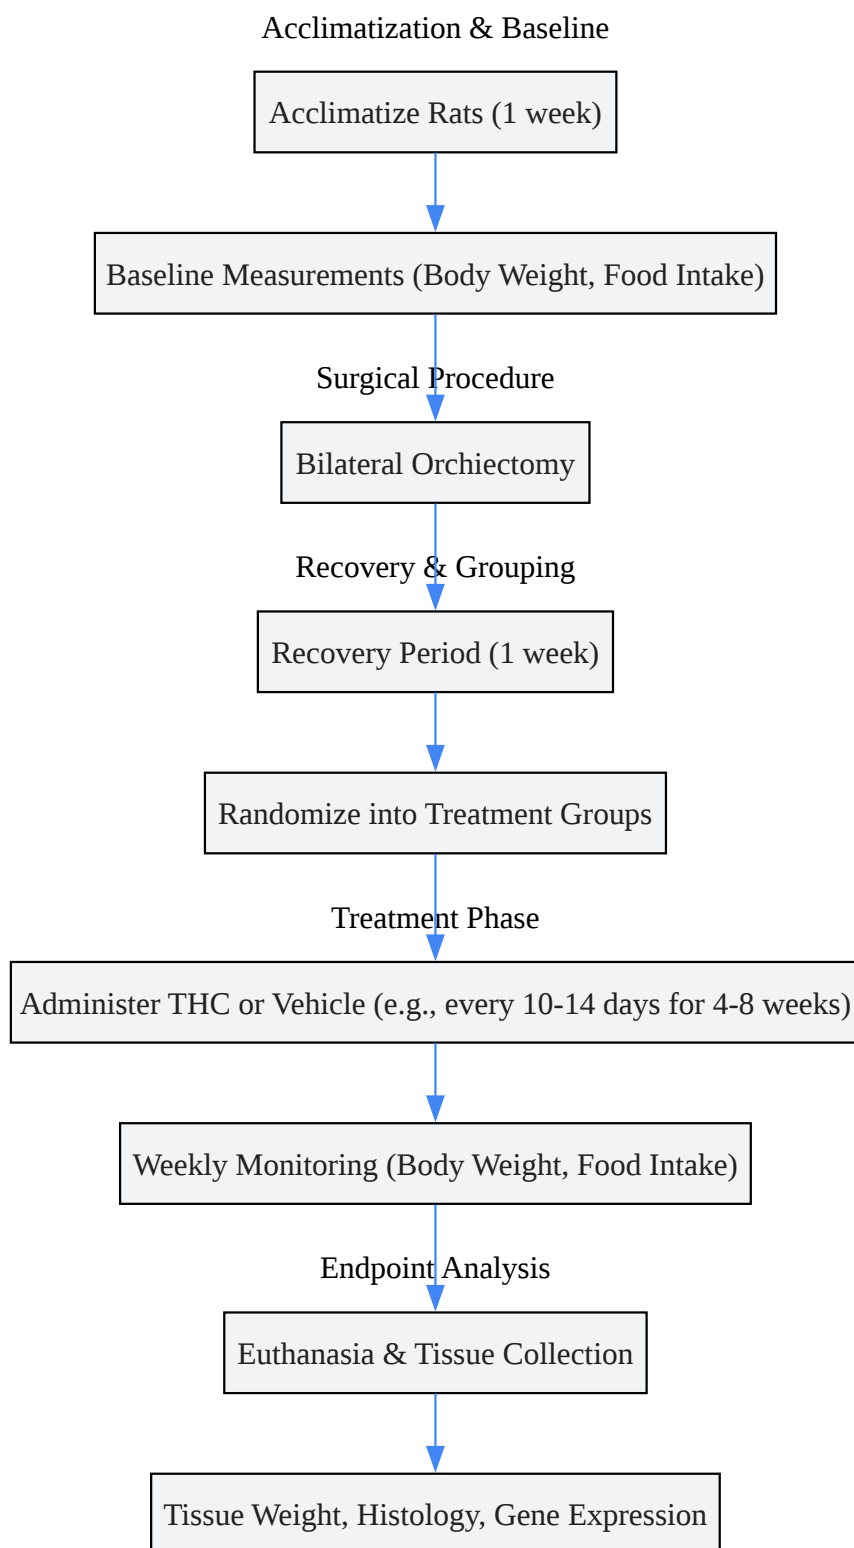 Acclimatization & Baseline
Acclimatize Rats (1 week)
Baseline Measurements (Body Weight, Food Intake)
Surgical Procedure
Bilateral Orchiectomy
Recovery & Grouping
Recovery Period (1 week)
Randomize into Treatment Groups
Treatment Phase
Administer THC or Vehicle (e.g., every 10-14 days for 4-8 weeks)
Weekly Monitoring (Body Weight, Food Intake)
Endpoint Analysis
Euthanasia & Tissue Collection
Tissue Weight, Histology, Gene Expression